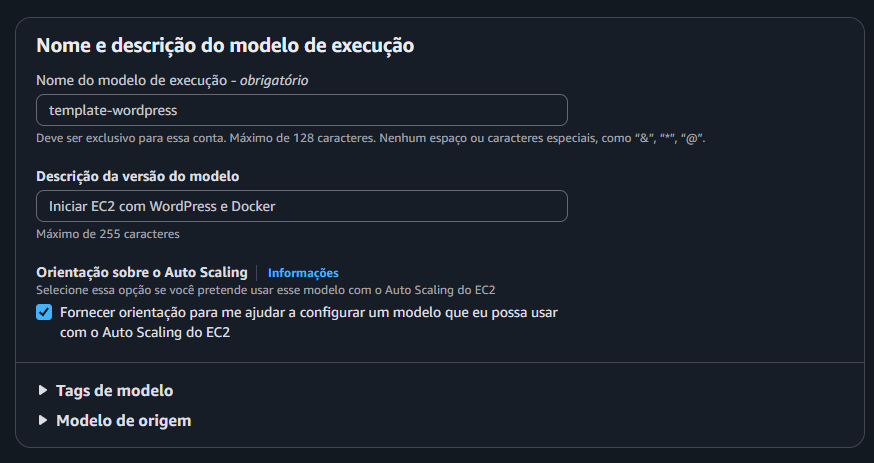 Nome e descrição do modelo de execução
Nome do modelo de execução - obrigatório
template-wordpress
Deve ser exclusivo para essa conta. Máximo de 128 caracteres. Nenhum espaço ou caracteres especiais, como “&”, “*”, “@”.
Descrição da versão do modelo
Iniciar EC2 com WordPress e Docker
Máximo de 255 caracteres
Orientação sobre o Auto Scaling | Informações
Selecione essa opção se você pretende usar esse modelo com o Auto Scaling do EC2
Fornecer orientação para me ajudar a configurar um modelo que eu possa usar
com o Auto Scaling do EC2
Tags de modelo
Modelo de origem